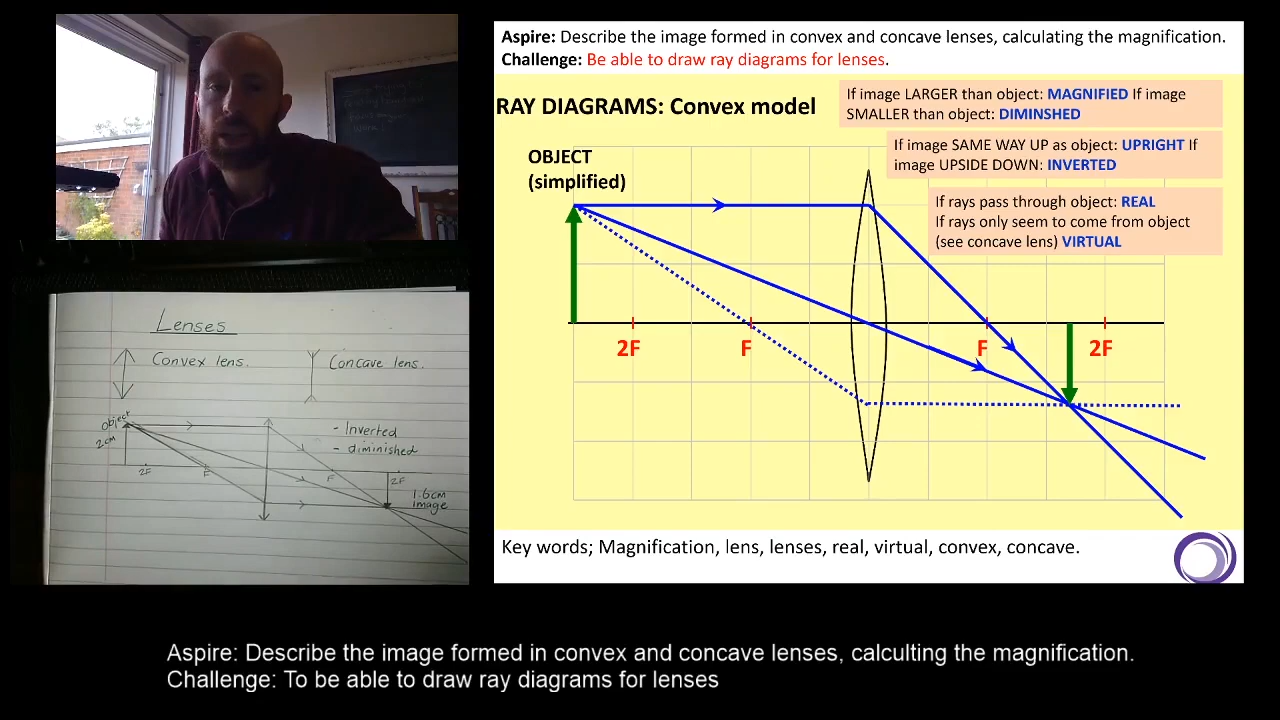 Aspire: Describe the image formed in convex and concave lenses, calculating the magnification.
Challenge: Be able to draw ray diagrams for lenses.
RAY DIAGRAMS: Convex model
If image LARGER than object: MAGNIFIED If image
SMALLER than object: DIMINSHED
If image SAME WAY UP as object: UPRIGHT If
image UPSIDE DOWN: INVERTED
If rays pass through object: REAL
If rays only seem to come from object
(see concave lens) VIRTUAL
OBJECT
(simplified)
2F
F
F
2F
Key words; Magnification, lens, lenses, real, virtual, convex, concave.
Lenses
Convex lens.
Concave lens.
object
2cm
- Inverted
- diminished
2F
F
F
2F
1.6cm
image
Aspire: Describe the image formed in convex and concave lenses, calculting the magnification.
Challenge: To be able to draw ray diagrams for lenses